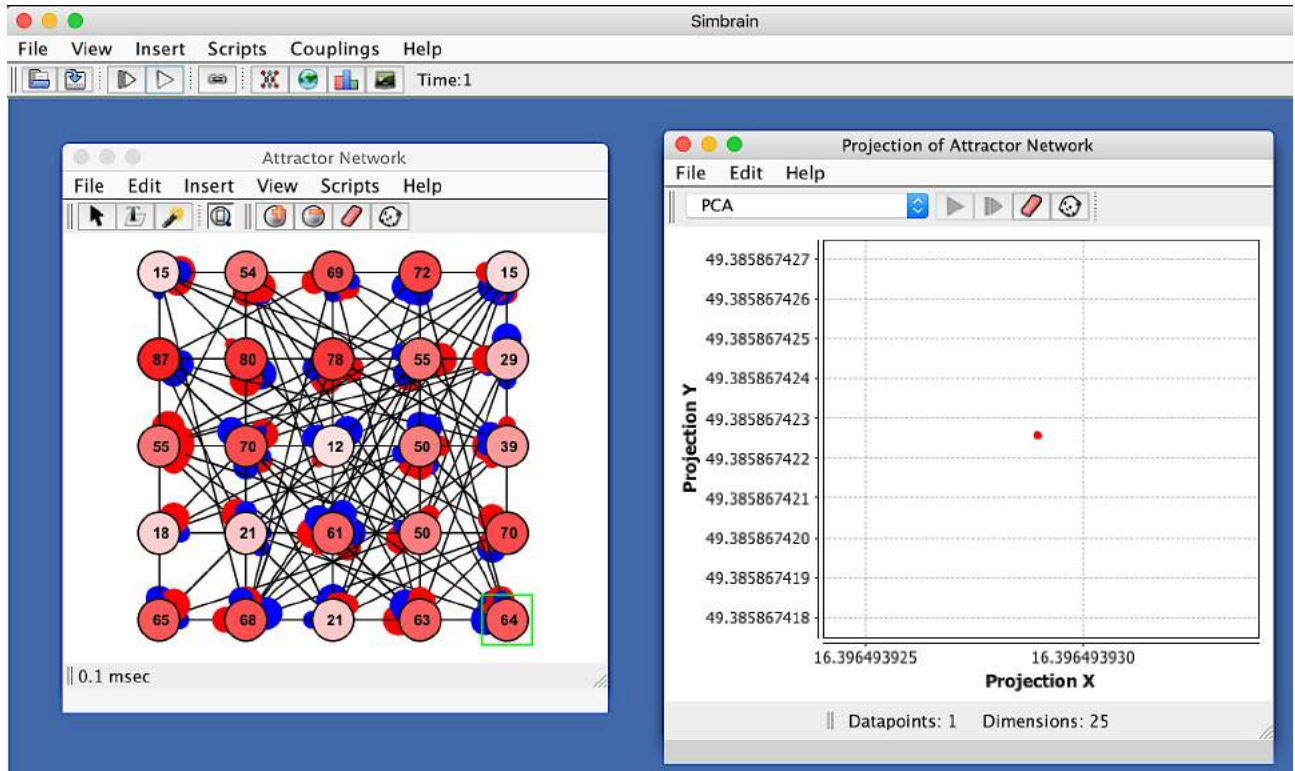 Simbrain
File View Insert Scripts Couplings Help
Time:1
Attractor Network
File Edit Insert View Scripts Help
15 54 69 72 15
87 80 78 55 29
55 70 12 50 39
18 21 61 50 70
65 68 21 63 64
0.1 msec
Projection of Attractor Network
File Edit Help
PCA
49.385867427
49.385867426
49.385867425
49.385867424
49.385867423
49.385867422
49.385867421
49.385867420
49.385867419
49.385867418
Projection Y
16.396493925 16.396493930
Projection X
Datapoints: 1 Dimensions: 25